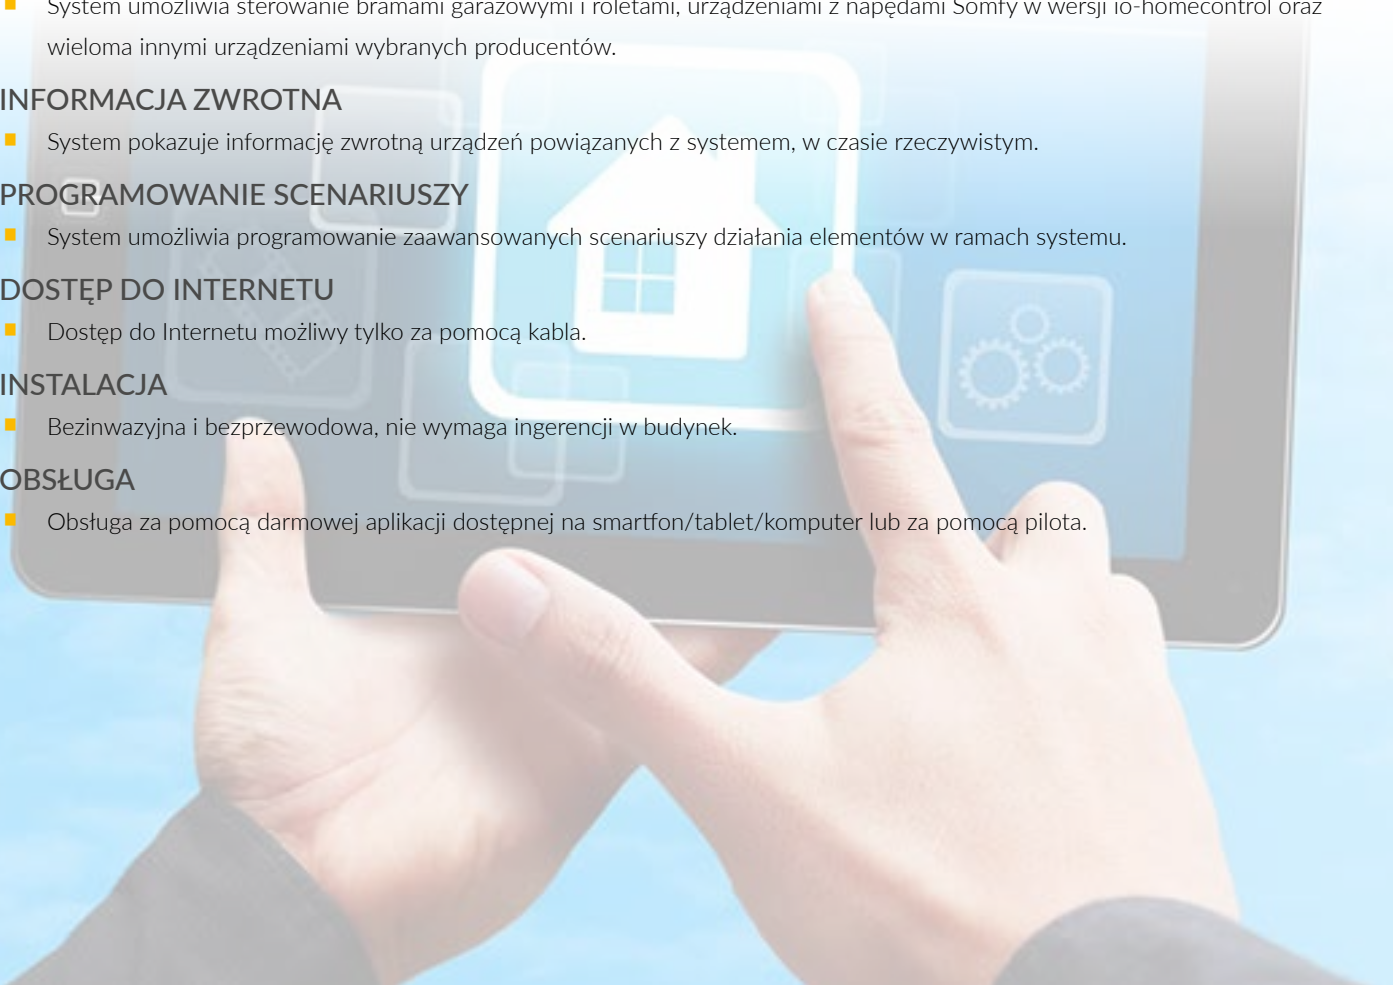 System umożliwia sterowanie bramami garażowymi i roletami, urządzeniami z napędami Somfy w wersji io-homecontrol oraz
wieloma innymi urządzeniami wybranych producentów.
INFORMACJA ZWROTNA
System pokazuje informację zwrotną urządzeń powiązanych z systemem, w czasie rzeczywistym.
PROGRAMOWANIE SCENARIUSZY
System umożliwia programowanie zaawansowanych scenariuszy działania elementów w ramach systemu.
DOSTĘP DO INTERNETU
Dostęp do Internetu możliwy tylko za pomocą kabla.
INSTALACJA
Bezinwazyjna i bezprzewodowa, nie wymaga ingerencji w budynek.
OBSŁUGA
Obsługa za pomocą darmowej aplikacji dostępnej na smartfon/tablet/komputer lub za pomocą pilota.